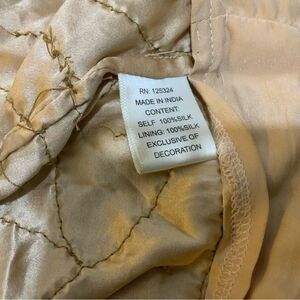 RN: 125324
MADE IN INDIA
CONTENT:
SELF 100%SILK
LINING: 100%SILK
EXCLUSIVE OF
DECORATION